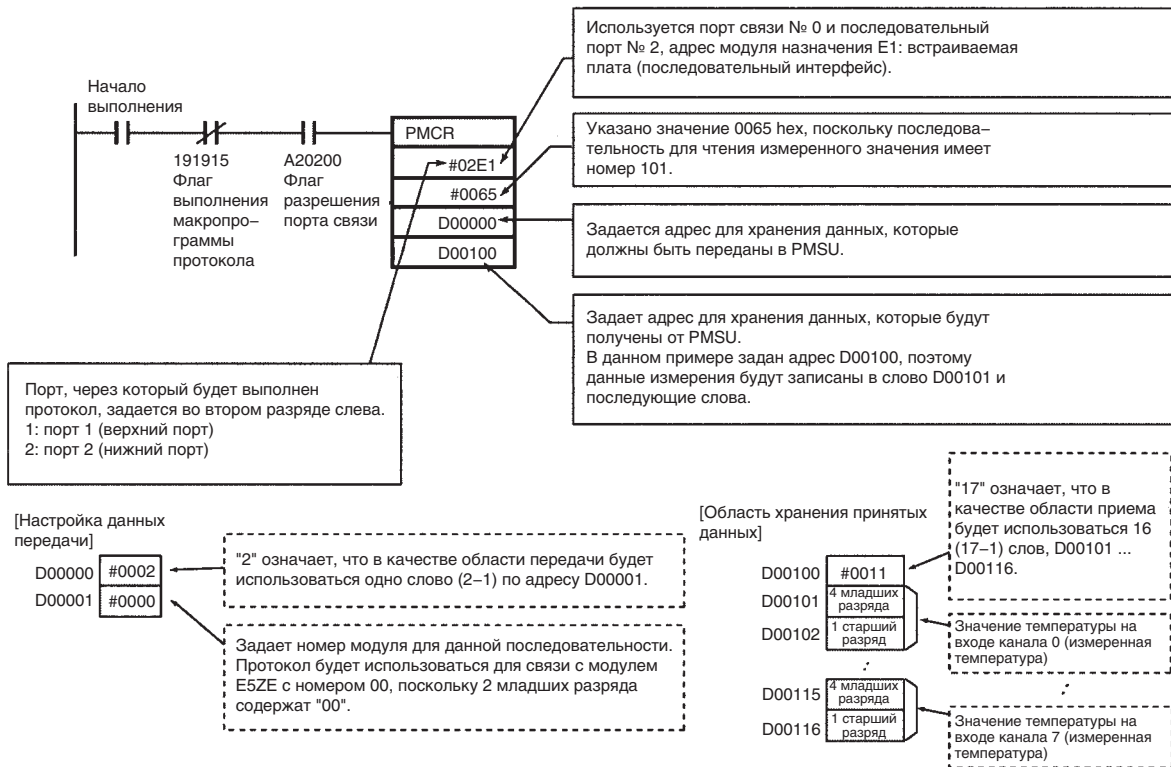 Используется порт связи № 0 и последовательный
порт № 2, адрес модуля назначения E1: встраиваемая
плата (последовательный интерфейс).
Начало
выполнения
191915
Флаг
выполнения
макропро–
граммы
протокола
A20200
Флаг
разрешения
порта связи
PMCR
#02E1
#0065
D00000
D00100
Указано значение 0065 hex, поскольку последова–
тельность для чтения измеренного значения имеет
номер 101.
Задается адрес для хранения данных, которые
должны быть переданы в PMSU.
Задает адрес для хранения данных, которые будут
получены от PMSU.
В данном примере задан адрес D00100, поэтому
данные измерения будут записаны в слово D00101 и
последующие слова.
Порт, через который будет выполнен
протокол, задается во втором разряде слева.
1: порт 1 (верхний порт)
2: порт 2 (нижний порт)
[Настройка данных
передачи]
D00000 #0002
D00001 #0000
"2" означает, что в качестве области передачи будет
использоваться одно слово (2–1) по адресу D00001.
Задает номер модуля для данной последовательности.
Протокол будет использоваться для связи с модулем
E5ZE с номером 00, поскольку 2 младших разряда
содержат "00".
[Область хранения принятых
данных]
"17" означает, что в
качестве области приема
будет использоваться 16
(17–1) слов, D00101 ...
D00116.
D00100 #0011
D00101 4 младших
разряда
D00102 1 старший
разряд
:
D00115 4 младших
разряда
D00116 1 старший
разряд
Значение температуры на
входе канала 0 (измеренная
температура)
:
Значение температуры на
входе канала 7 (измеренная
температура)